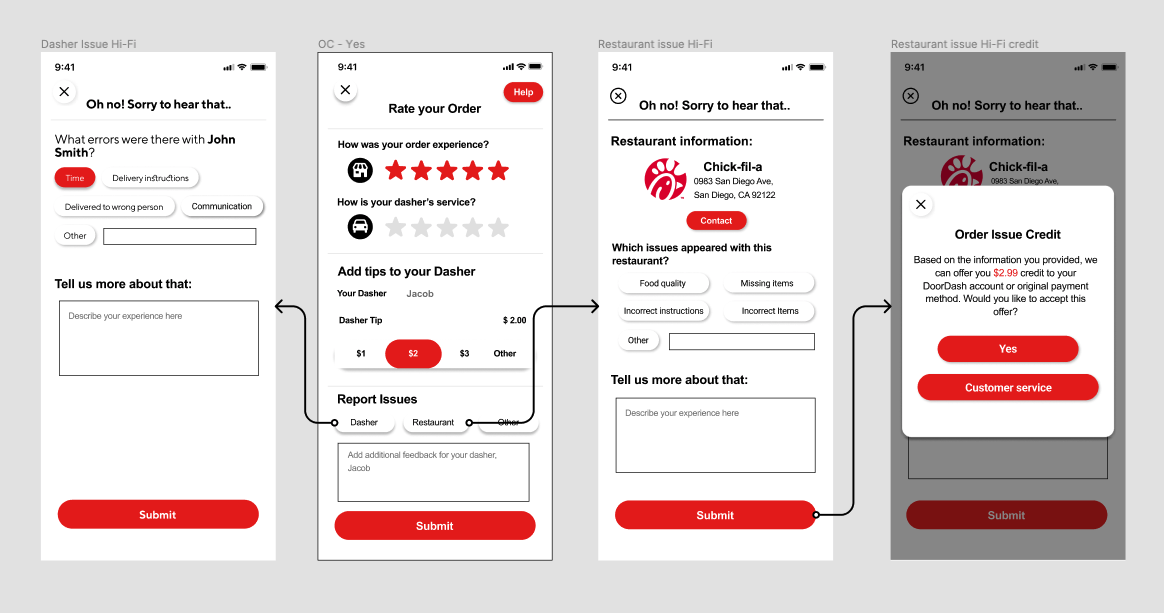 Dasher Issue Hi-Fi
9:41
Oh no! Sorry to hear that..
What errors were there with John
Smith?
Time
Delivery instructions
Delivered to wrong person
Communication
Other
Tell us more about that:
Describe your experience here
Submit
OC - Yes
9:41
Help
Rate your Order
How was your order experience?
How is your dasher's service?
Add tips to your Dasher
Your Dasher Jacob
Dasher Tip $ 2.00
$1 $2 $3 Other
Report Issues
Dasher Restaurant Other
Add additional feedback for your dasher,
Jacob
Submit
Restaurant issue Hi-Fi
9:41
Oh no! Sorry to hear that..
Restaurant information:
Chick-fil-a
0983 San Diego Ave,
San Diego, CA 92122
Contact
Which issues appeared with this
restaurant?
Food quality Missing items
Incorrect instructions Incorrect Items
Other
Tell us more about that:
Describe your experience here
Submit
Restaurant issue Hi-Fi credit
9:41
Oh no! Sorry to hear that..
Restaurant information:
Chick-fil-a
0983 San Diego Ave,
Order Issue Credit
Based on the information you provided, we
can offer you $2.99 credit to your
DoorDash account or original payment
method. Would you like to accept this
offer?
Yes
Customer service
Submit